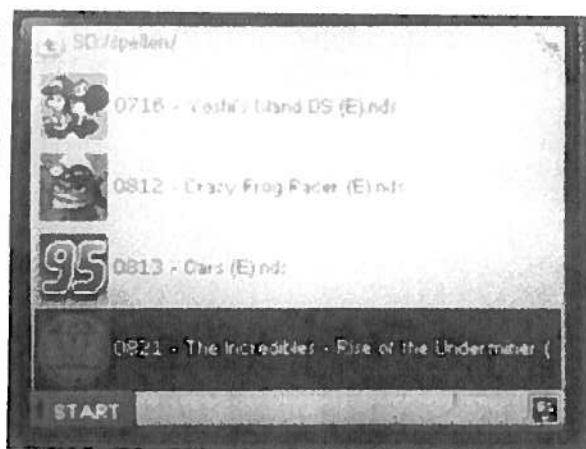 SD:/spellen/
0716 - Yoshi's Island DS (E).nds
0812 - Crazy Frog Racer (E).nds
95
0813 - Cars (E).nds
0821 - The Incredibles - Rise of the Underminer (
START